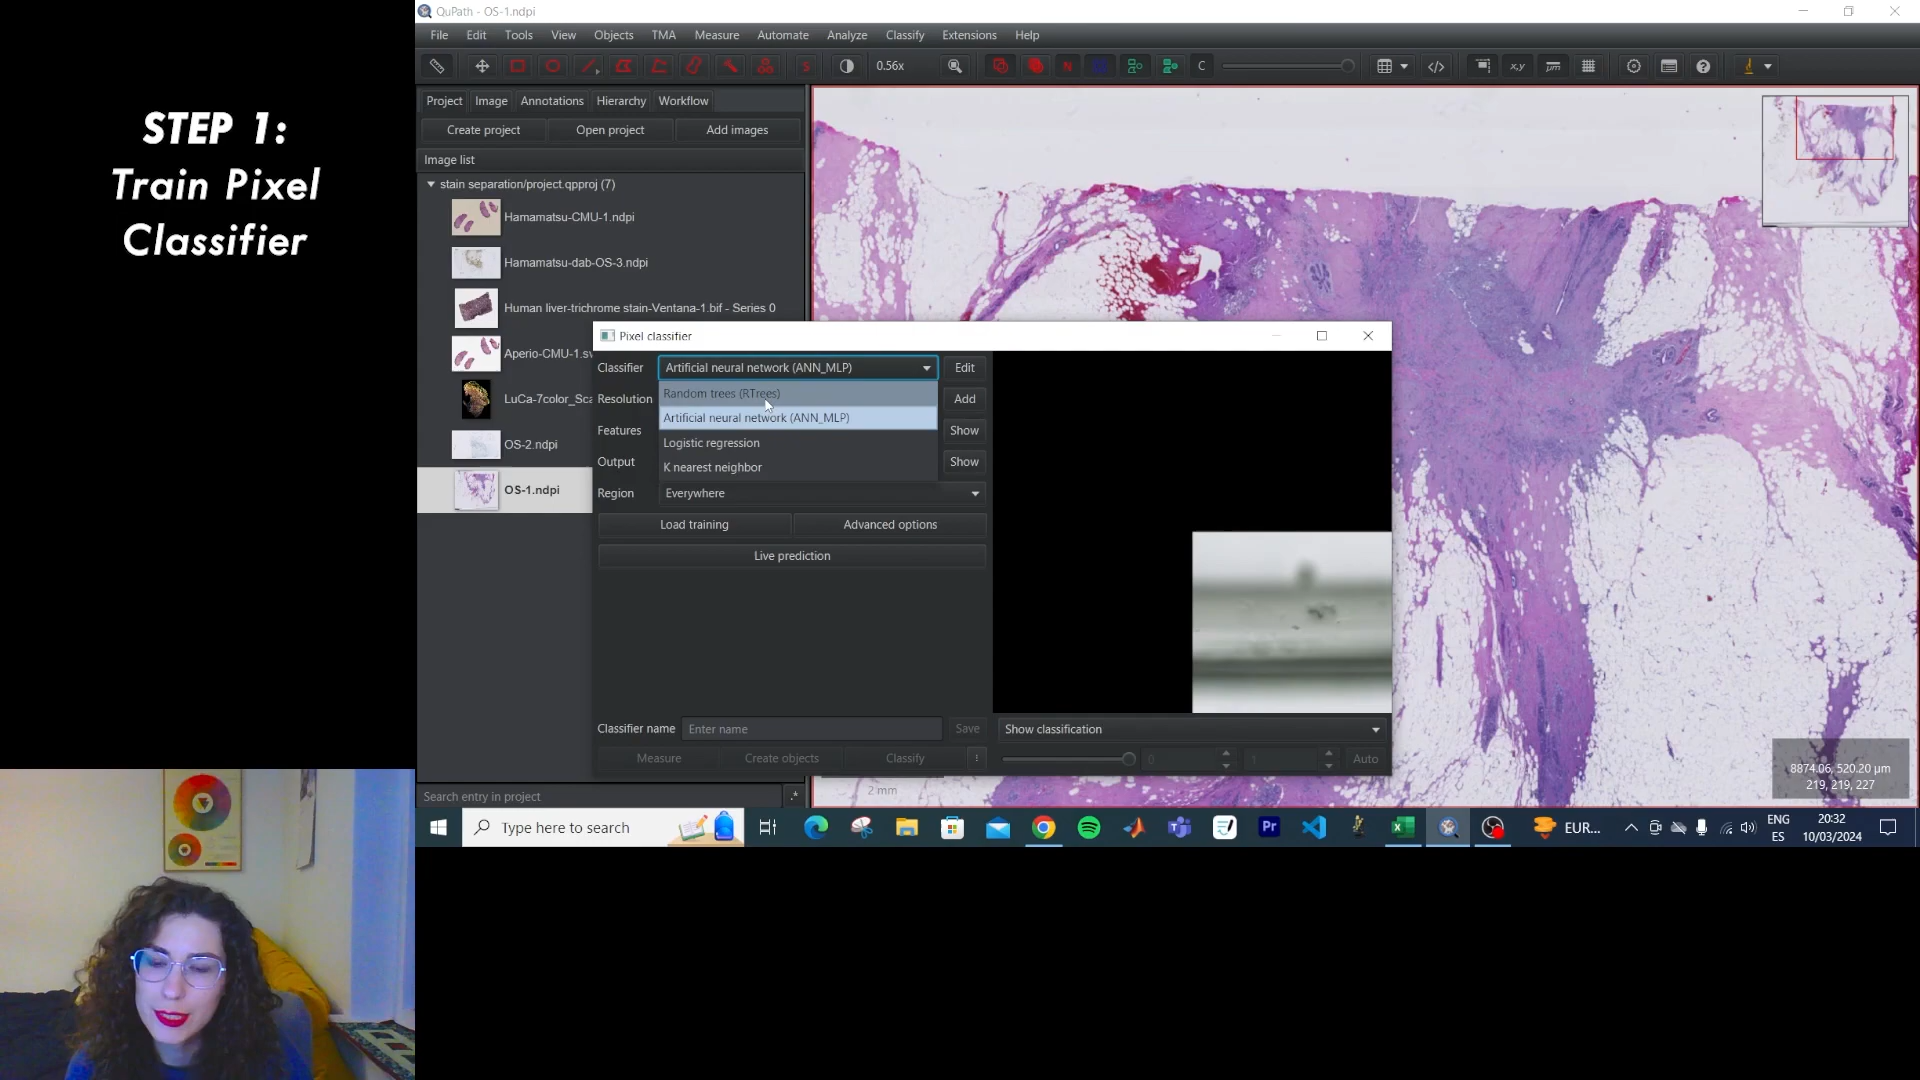 STEP 1:
Train Pixel
Classifier
QuPath - OS-1.ndpi
File Edit Tools View Objects TMA Measure Automate Analyze Classify Extensions Help
S 0.56x N C x,y
Project Image Annotations Hierarchy Workflow
Create project Open project Add images
Image list
stain separation/project.qpproj (7)
Hamamatsu-CMU-1.ndpi
Hamamatsu-dab-OS-3.ndpi
Human liver-trichrome stain-Ventana-1.bif - Series 0
Aperio-CMU-1.sv
LuCa-7color_Sca
OS-2.ndpi
OS-1.ndpi
Search entry in project .*
Pixel classifier
Classifier Artificial neural network (ANN_MLP) Edit
Random trees (RTrees)
Resolution Add
Artificial neural network (ANN_MLP)
Features Show
Logistic regression
Output Show
K nearest neighbor
Region Everywhere
Load training Advanced options
Live prediction
Classifier name Enter name Save Show classification
Measure Create objects Classify 0 1 Auto
2 mm
8874.06, 520.20 µm
219, 219, 227
Type here to search
Pr
EUR...
ENG
ES
20:32
10/03/2024